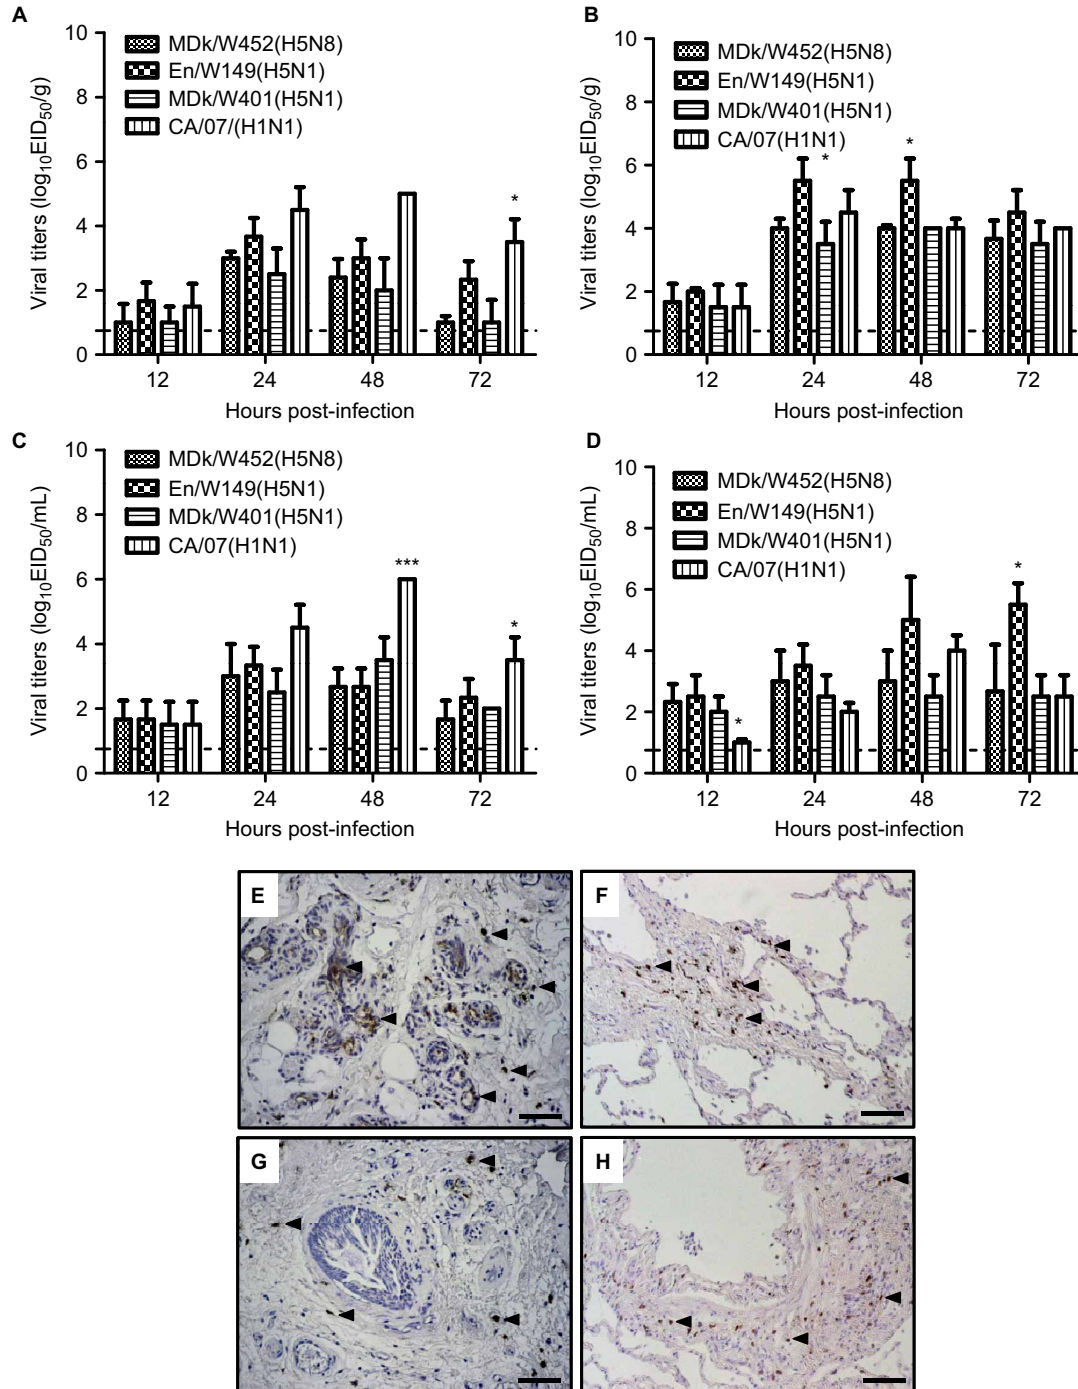 A
Viral titers (log10EID50/g)
10
8
6
4
2
0
MDk/W452(H5N8)
En/W149(H5N1)
MDk/W401(H5N1)
CA/07/(H1N1)
*
12 24 48 72
Hours post-infection
B
Viral titers (log10EID50/g)
10
8
6
4
2
0
MDk/W452(H5N8)
En/W149(H5N1)
MDk/W401(H5N1)
CA/07(H1N1)
* *
12 24 48 72
Hours post-infection
C
Viral titers (log10EID50/mL)
10
8
6
4
2
0
MDk/W452(H5N8)
En/W149(H5N1)
MDk/W401(H5N1)
CA/07(H1N1)
*** *
12 24 48 72
Hours post-infection
D
Viral titers (log10EID50/mL)
10
8
6
4
2
0
MDk/W452(H5N8)
En/W149(H5N1)
MDk/W401(H5N1)
CA/07(H1N1)
* *
12 24 48 72
Hours post-infection
E
F
G
H